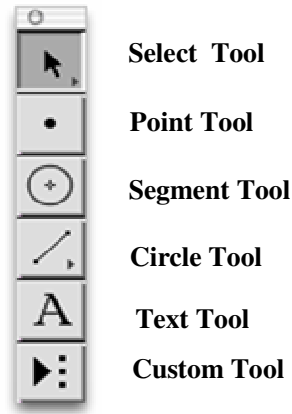 Select Tool
Point Tool
Segment Tool
Circle Tool
A Text Tool
Custom Tool